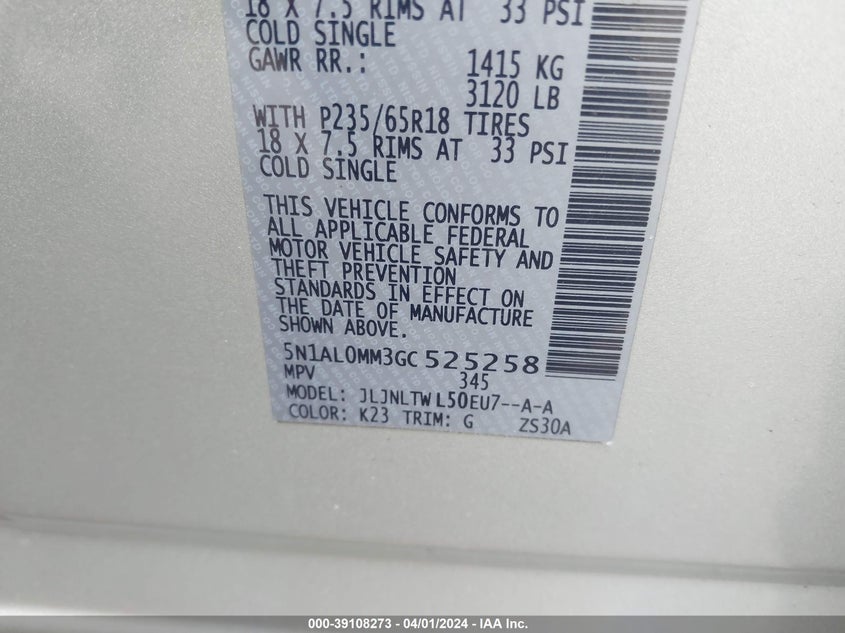 18 X 7.5 RIMS AT 33 PSI
COLD SINGLE
GAWR RR.: 1415 KG
3120 LB
WITH P235/65R18 TIRES
18 X 7.5 RIMS AT 33 PSI
COLD SINGLE
THIS VEHICLE CONFORMS TO
ALL APPLICABLE FEDERAL
MOTOR VEHICLE SAFETY AND
THEFT PREVENTION
STANDARDS IN EFFECT ON
THE DATE OF MANUFACTURE
SHOWN ABOVE.
5N1AL0MM3GC525258
MPV 345
MODEL: JLJNLTWL50EU7--A-A
COLOR: K23 TRIM: G ZS30A
000-39108273 - 04/01/2024 - IAA Inc.